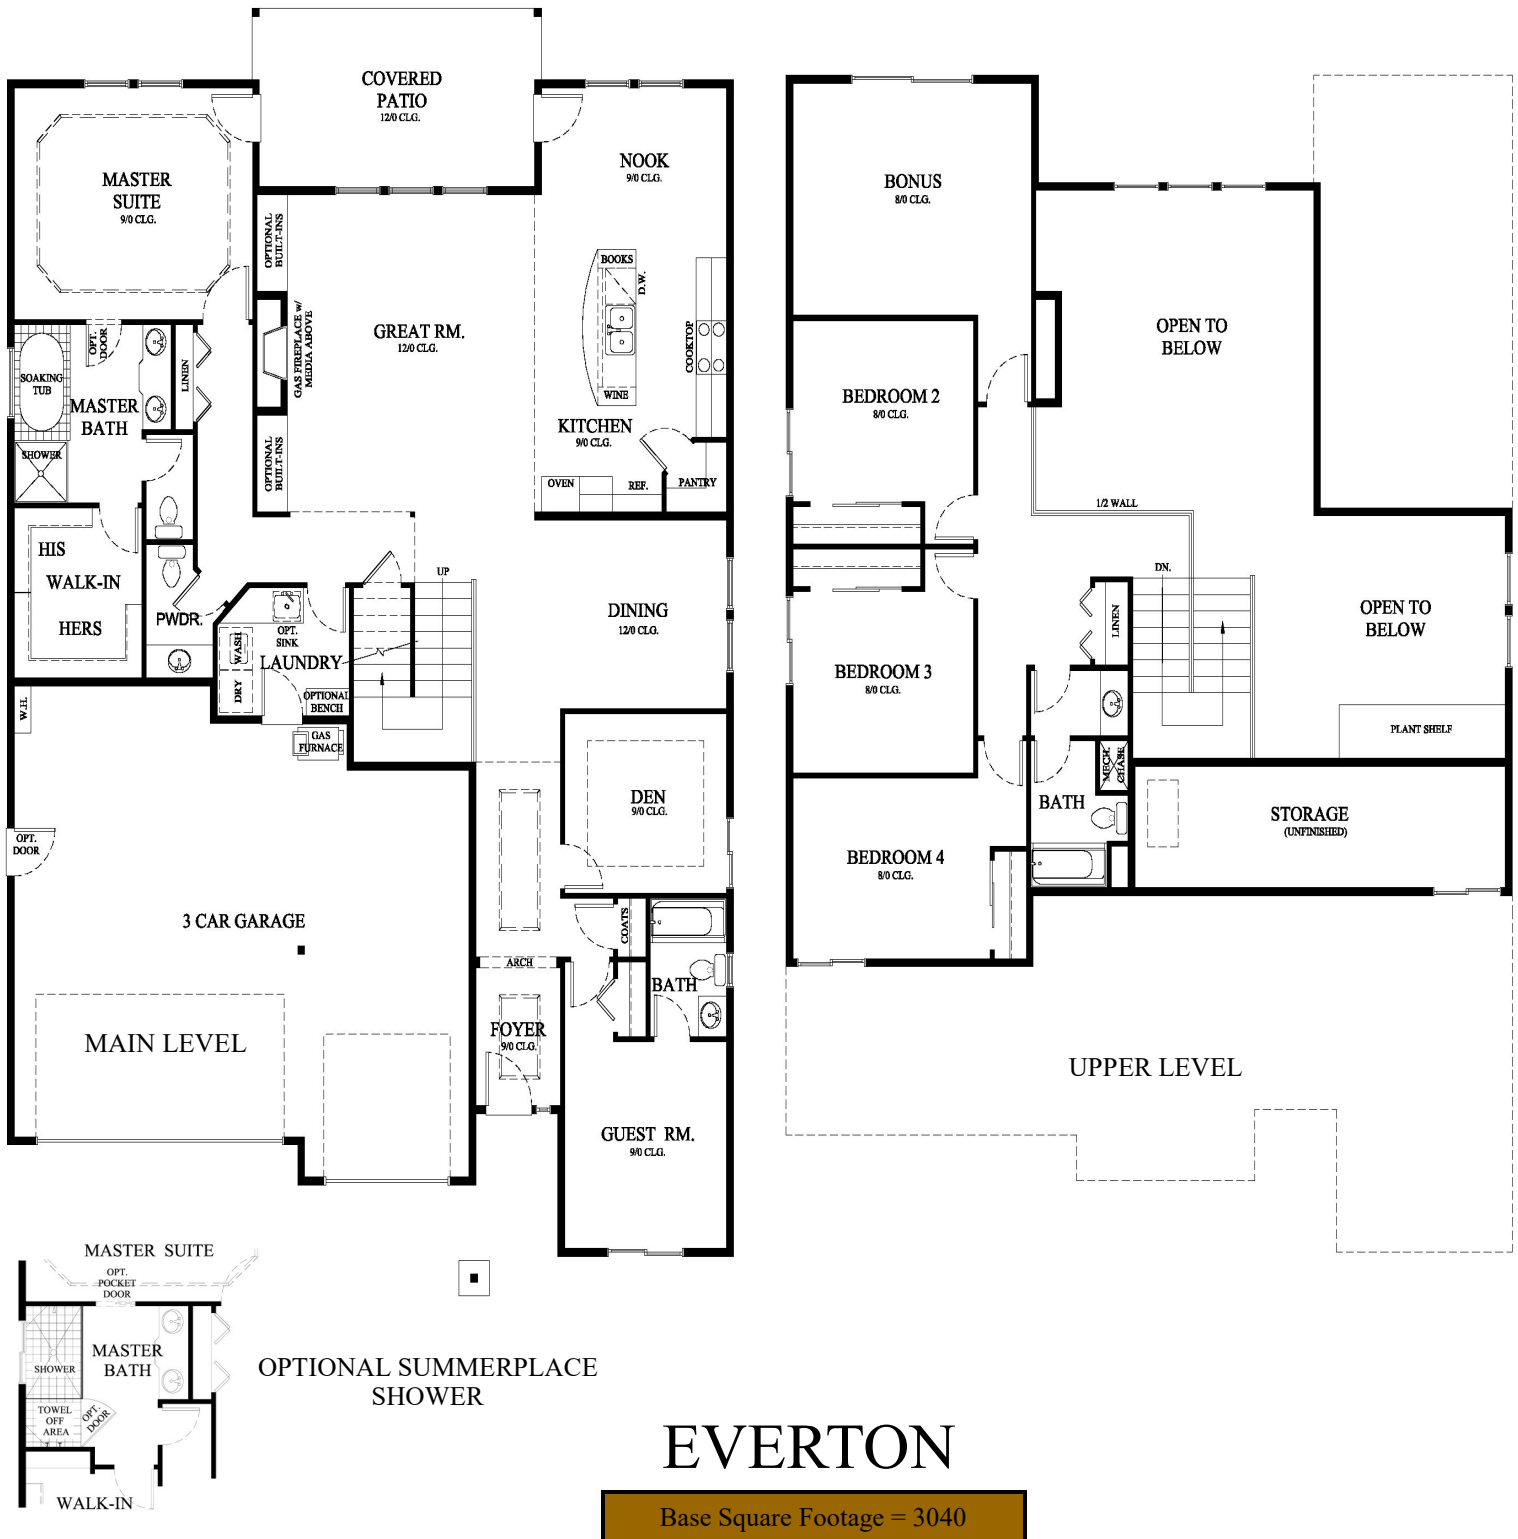 COVERED
PATIO
12/0 CLG.
MASTER
SUITE
9/0 CLG.
NOOK
9/0 CLG.
OPTIONAL
BUILT-INS
BOOKS
D.W.
GREAT RM.
12/0 CLG.
GAS FIREPLACE w/
MEDIA ABOVE
COOKTOP
WINE
OPT.
DOOR
LINEN
SOAKING
TUB
MASTER
BATH
KITCHEN
9/0 CLG.
SHOWER
OPTIONAL
BUILT-INS
OVEN
REF.
PANTRY
HIS
WALK-IN
HERS
PWDR.
UP
OPT.
SINK
WASH
LAUNDRY
DRY
OPTIONAL
BENCH
DINING
12/0 CLG.
W.H.
GAS
FURNACE
DEN
9/0 CLG.
OPT.
DOOR
3 CAR GARAGE
COATS
ARCH
BATH
FOYER
9/0 CLG.
MAIN LEVEL
GUEST RM.
9/0 CLG.
BONUS
8/0 CLG.
OPEN TO
BELOW
BEDROOM 2
8/0 CLG.
1/2 WALL
DN.
LINEN
OPEN TO
BELOW
BEDROOM 3
8/0 CLG.
PLANT SHELF
MECH.
CHASE
BATH
STORAGE
(UNFINISHED)
BEDROOM 4
8/0 CLG.
UPPER LEVEL
MASTER SUITE
OPT.
POCKET
DOOR
MASTER
BATH
SHOWER
TOWEL
OFF
AREA
OPT.
DOOR
WALK-IN
OPTIONAL SUMMERPLACE
SHOWER
EVERTON
Base Square Footage = 3040